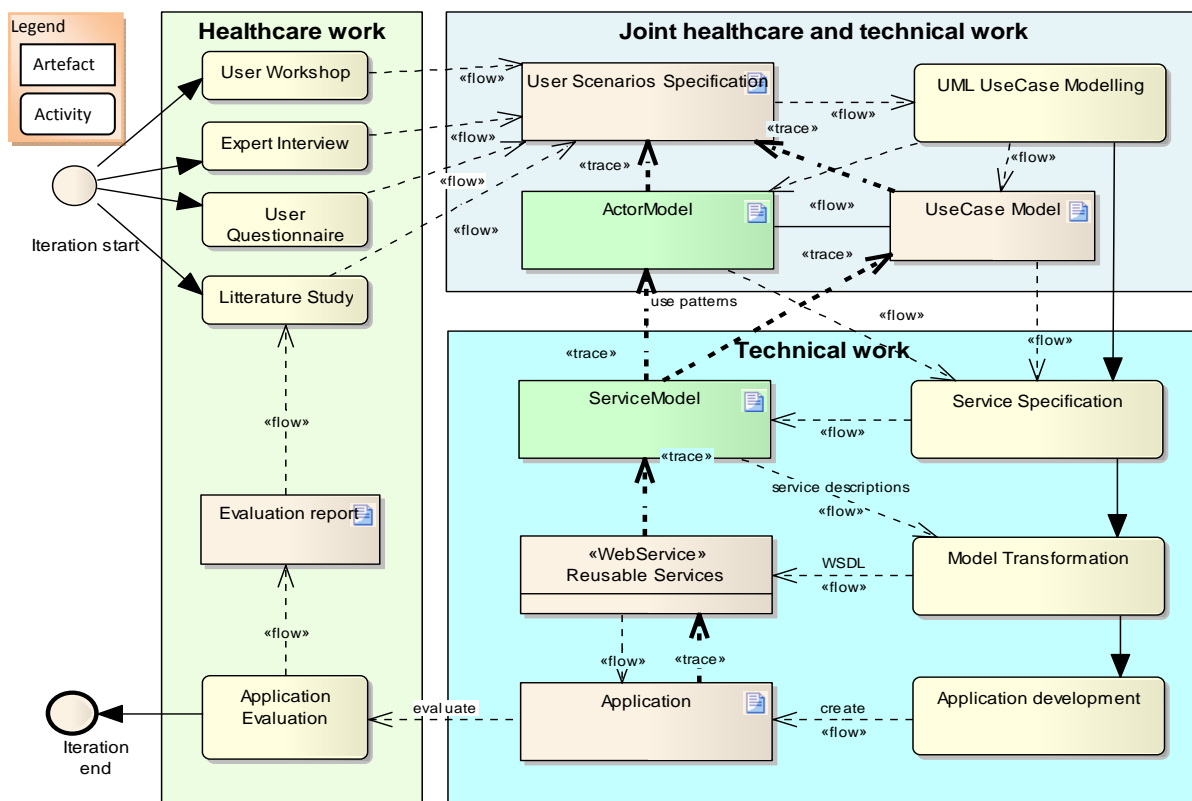 Legend
Artefact
Activity
Iteration start
Healthcare work
User Workshop
Expert Interview
User
Questionnaire
Litterature Study
«flow»
Evaluation report
«flow»
Application
Evaluation
Iteration
end
Joint healthcare and technical work
User Scenarios Specification
UML UseCase Modelling
«flow»
«flow»
«flow»
«flow»
«flow»
«flow»
«trace»
«trace»
«flow»
«flow»
ActorModel
UseCase Model
«trace»
use patterns
«flow»
«flow»
«trace»
Technical work
ServiceModel
Service Specification
«flow»
«trace»
service descriptions
«flow»
«WebService»
Reusable Services
WSDL
«flow»
Model Transformation
«flow»
«trace»
Application
Application development
evaluate
create
«flow»